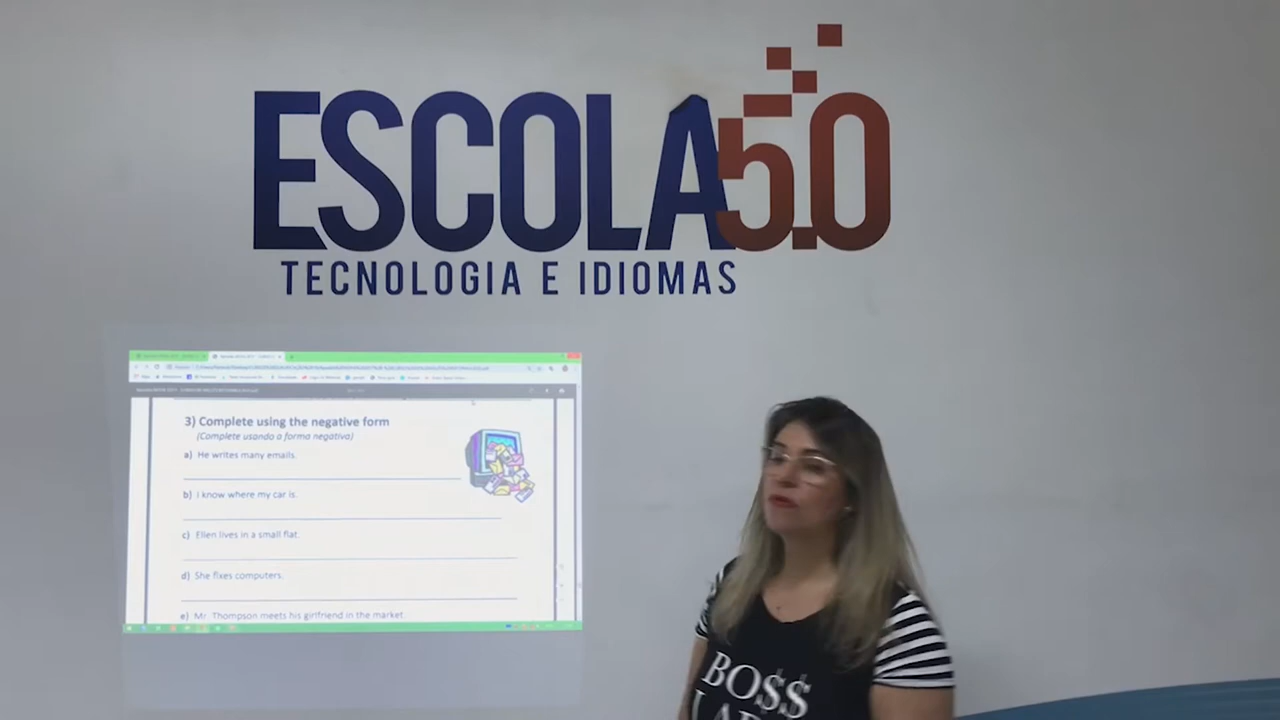 ESCOLA 5.0
TECNOLOGIA E IDIOMAS
3) Complete using the negative form
(Complete usando a forma negativa)
a) He writes many emails.
b) I know where my car is.
c) Ellen lives in a small flat.
d) She fixes computers.
e) Mr. Thompson meets his girlfriend in the market
BO$$